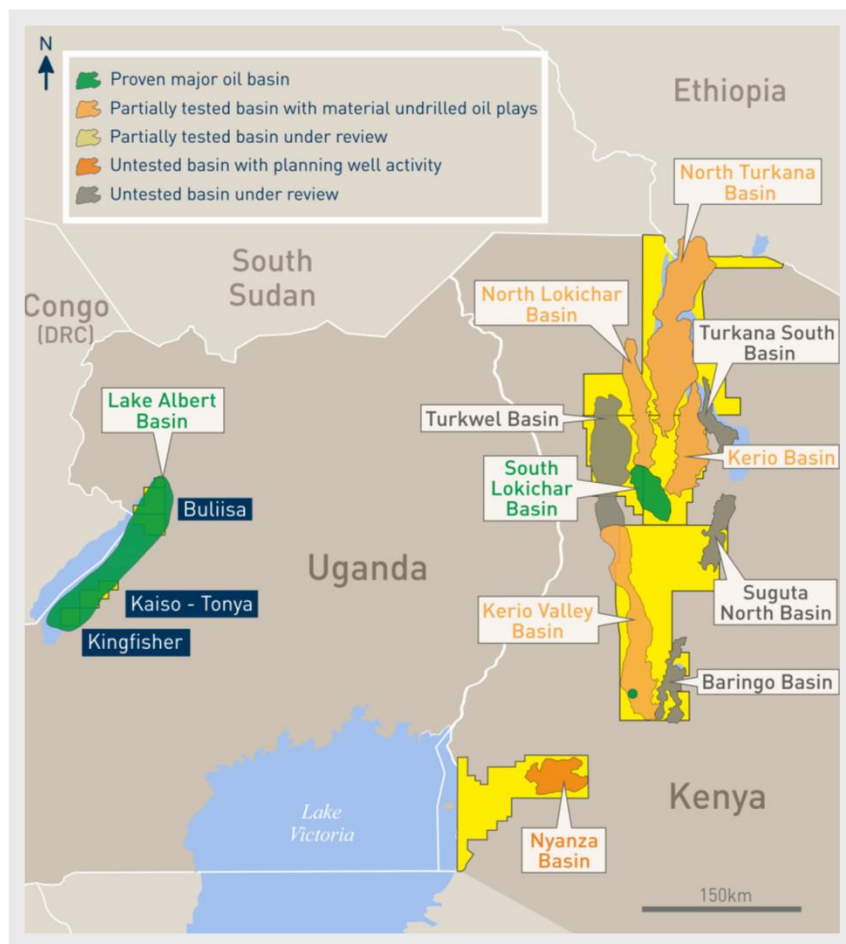 N
Proven major oil basin
Partially tested basin with material undrilled oil plays
Partially tested basin under review
Untested basin with planning well activity
Untested basin under review
Ethiopia
North Turkana
Basin
South
Sudan
Congo
(DRC)
North Lokichar
Basin
Turkana South
Basin
Lake Albert
Basin
Turkwel Basin
Kerio Basin
South
Lokichar
Basin
Buliisa
Uganda
Kaiso - Tonya
Kingfisher
Suguta
North Basin
Kerio Valley
Basin
Baringo Basin
Kenya
Lake
Victoria
Nyanza
Basin
150km